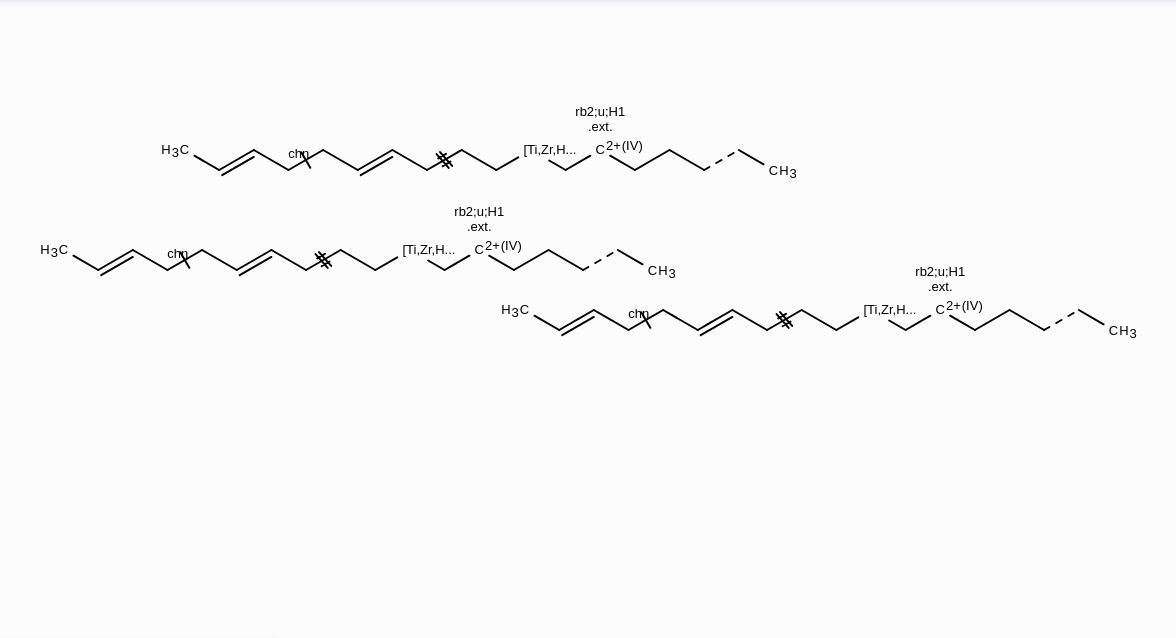 rb2;u;H1
.ext.
H3C chn [Ti,Zr,H... C2+(IV) CH3
rb2;u;H1
.ext.
H3C chn [Ti,Zr,H... C2+(IV) CH3
rb2;u;H1
.ext.
H3C chn [Ti,Zr,H... C2+(IV) CH3